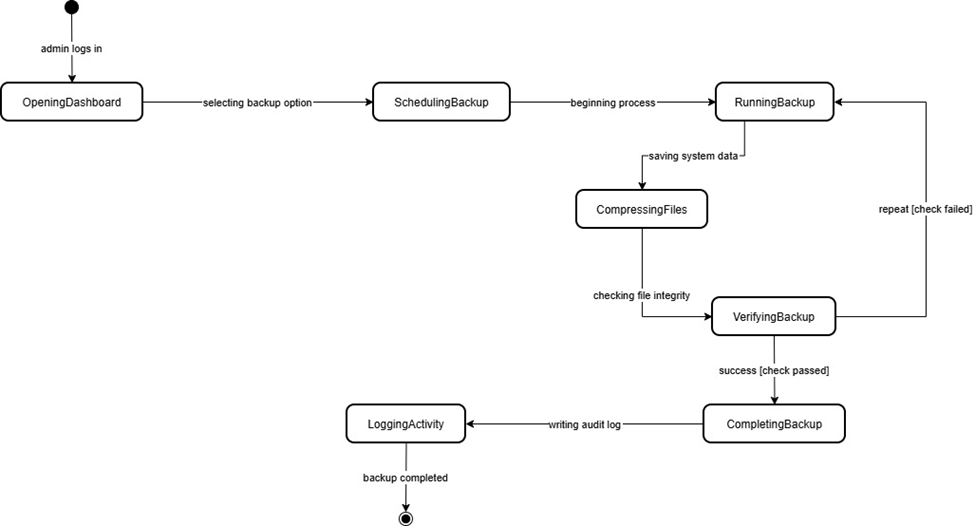 admin logs in
OpeningDashboard
selecting backup option
SchedulingBackup
beginning process
RunningBackup
saving system data
CompressingFiles
repeat [check failed]
checking file integrity
VerifyingBackup
success [check passed]
CompletingBackup
writing audit log
LoggingActivity
backup completed